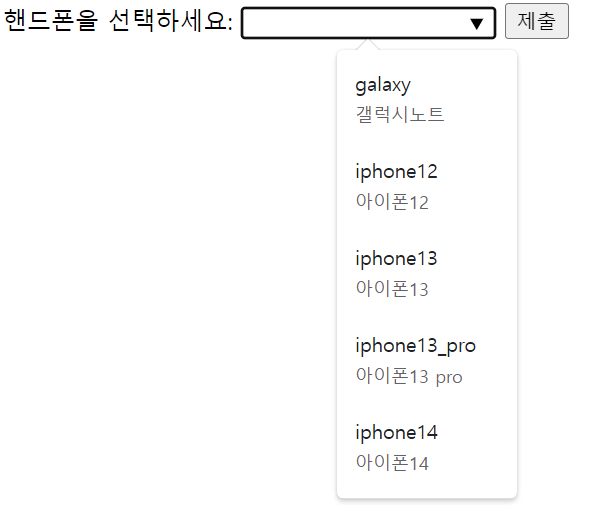 핸드폰을 선택하세요: 제출
galaxy
갤럭시노트
iphone12
아이폰12
iphone13
아이폰13
iphone13_pro
아이폰13 pro
iphone14
아이폰14